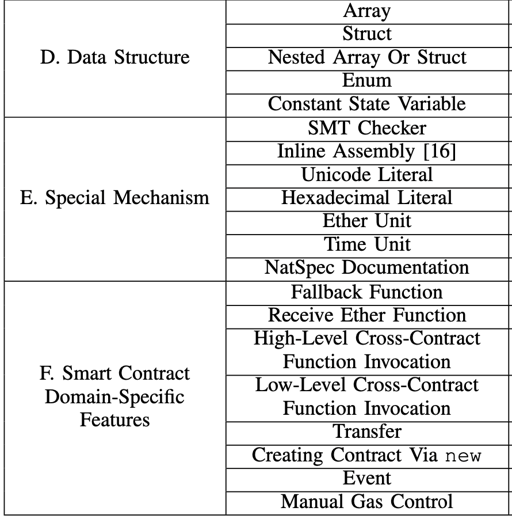 D. Data Structure
Array
Struct
Nested Array Or Struct
Enum
Constant State Variable
E. Special Mechanism
SMT Checker
Inline Assembly [16]
Unicode Literal
Hexadecimal Literal
Ether Unit
Time Unit
NatSpec Documentation
F. Smart Contract
Domain-Specific
Features
Fallback Function
Receive Ether Function
High-Level Cross-Contract
Function Invocation
Low-Level Cross-Contract
Function Invocation
Transfer
Creating Contract Via new
Event
Manual Gas Control